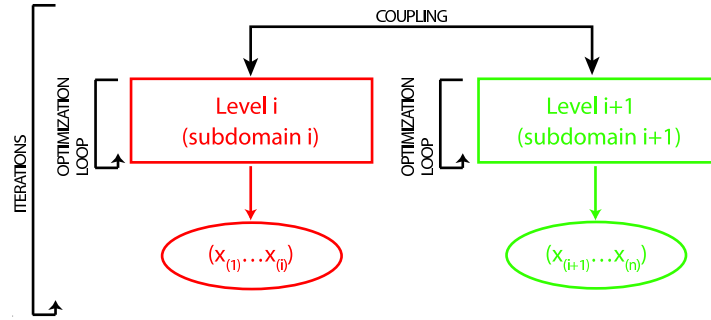 COUPLING
ITERATIONS
OPTIMIZATION
LOOP
Level i
(subdomain i)
OPTIMIZATION
LOOP
Level i+1
(subdomain i+1)
(x(1)...x(i))
(x(i+1)...x(n))